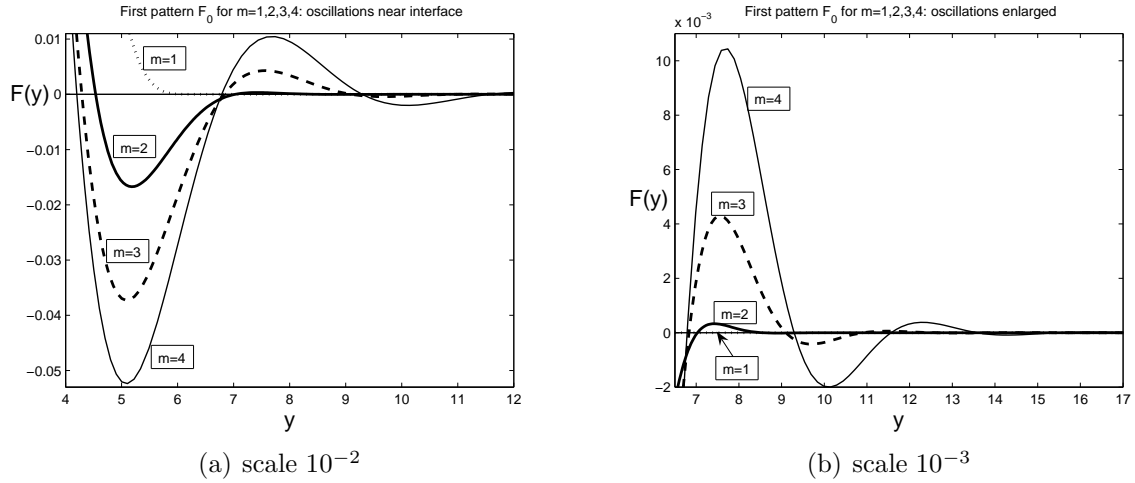 First pattern F0 for m=1,2,3,4: oscillations near interface
0.01
0
−0.01
−0.02
−0.03
−0.04
−0.05
F(y)
m=1
m=2
m=3
m=4
4 5 6 7 8 9 10 11 12
y
(a) scale 10−2
First pattern F0 for m=1,2,3,4: oscillations enlarged
x 10−3
10
8
6
4
2
0
−2
F(y)
m=4
m=3
m=2
m=1
7 8 9 10 11 12 13 14 15 16 17
y
(b) scale 10−3